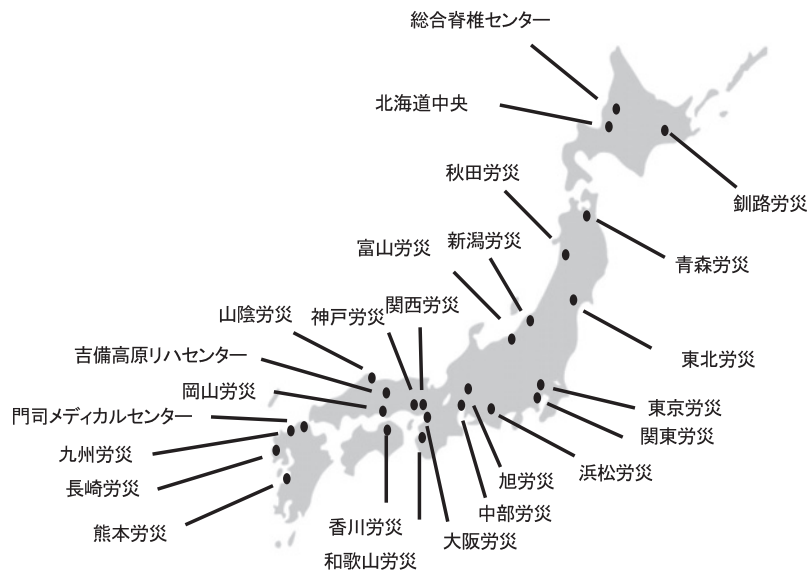 総合脊椎センター
北海道中央
釧路労災
秋田労災
青森労災
新潟労災
富山労災
関西労災
神戸労災
山陰労災
東北労災
吉備高原リハセンター
岡山労災
門司メディカルセンター
東京労災
関東労災
九州労災
浜松労災
旭労災
長崎労災
中部労災
熊本労災
香川労災
大阪労災
和歌山労災